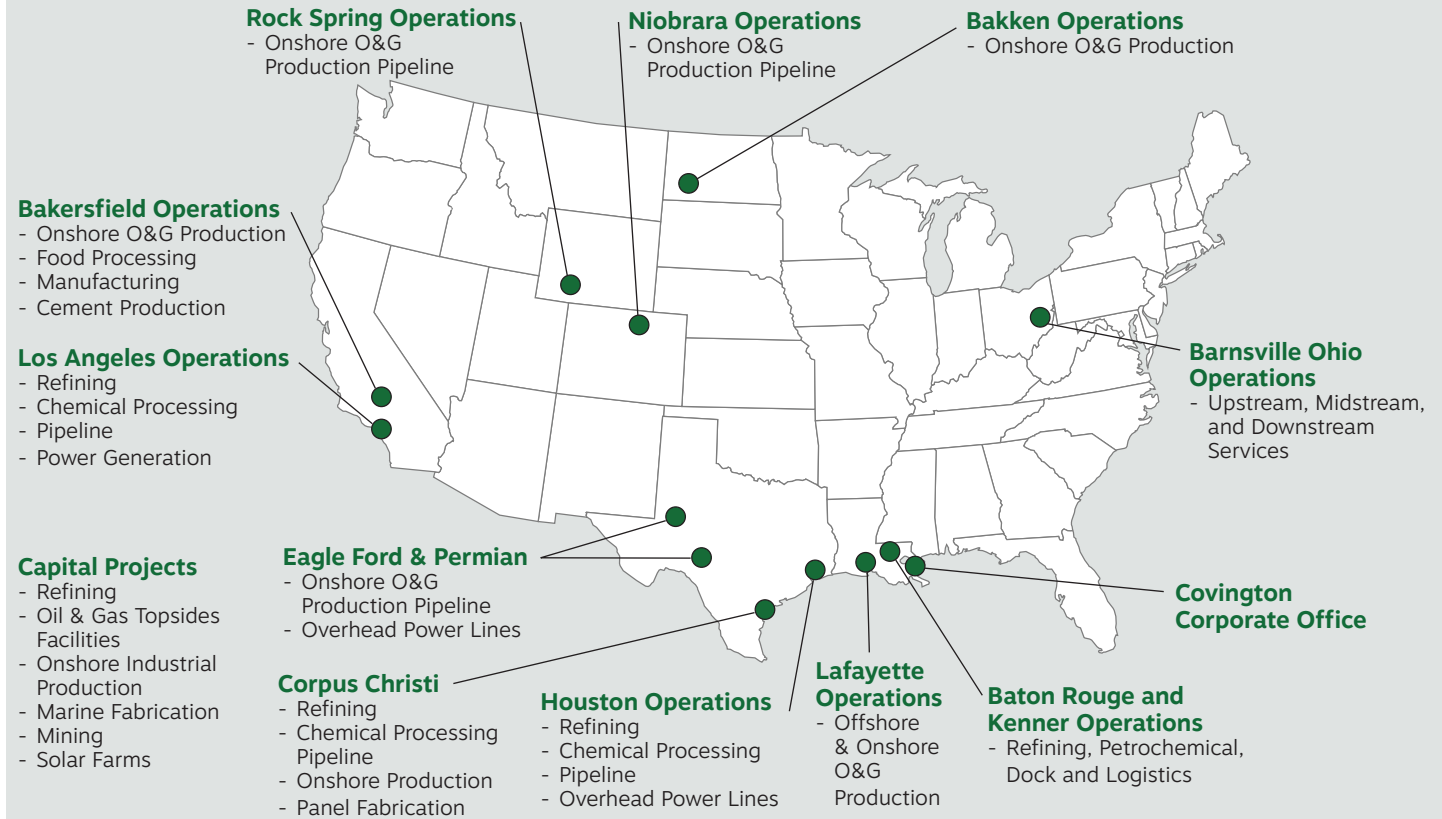 Rock Spring Operations
- Onshore O&G
Production Pipeline
Niobrara Operations
- Onshore O&G
Production Pipeline
Bakken Operations
- Onshore O&G Production
Bakersfield Operations
- Onshore O&G Production
- Food Processing
- Manufacturing
- Cement Production
Los Angeles Operations
- Refining
- Chemical Processing
- Pipeline
- Power Generation
Barnsville Ohio
Operations
- Upstream, Midstream,
and Downstream
Services
Capital Projects
- Refining
- Oil & Gas Topsides
Facilities
- Onshore Industrial
Production
- Marine Fabrication
- Mining
- Solar Farms
Eagle Ford & Permian
- Onshore O&G
Production Pipeline
- Overhead Power Lines
Corpus Christi
- Refining
- Chemical Processing
Pipeline
- Onshore Production
- Panel Fabrication
Houston Operations
- Refining
- Chemical Processing
- Pipeline
- Overhead Power Lines
Lafayette
Operations
- Offshore
& Onshore
O&G
Production
Baton Rouge and
Kenner Operations
- Refining, Petrochemical,
Dock and Logistics
Covington
Corporate Office